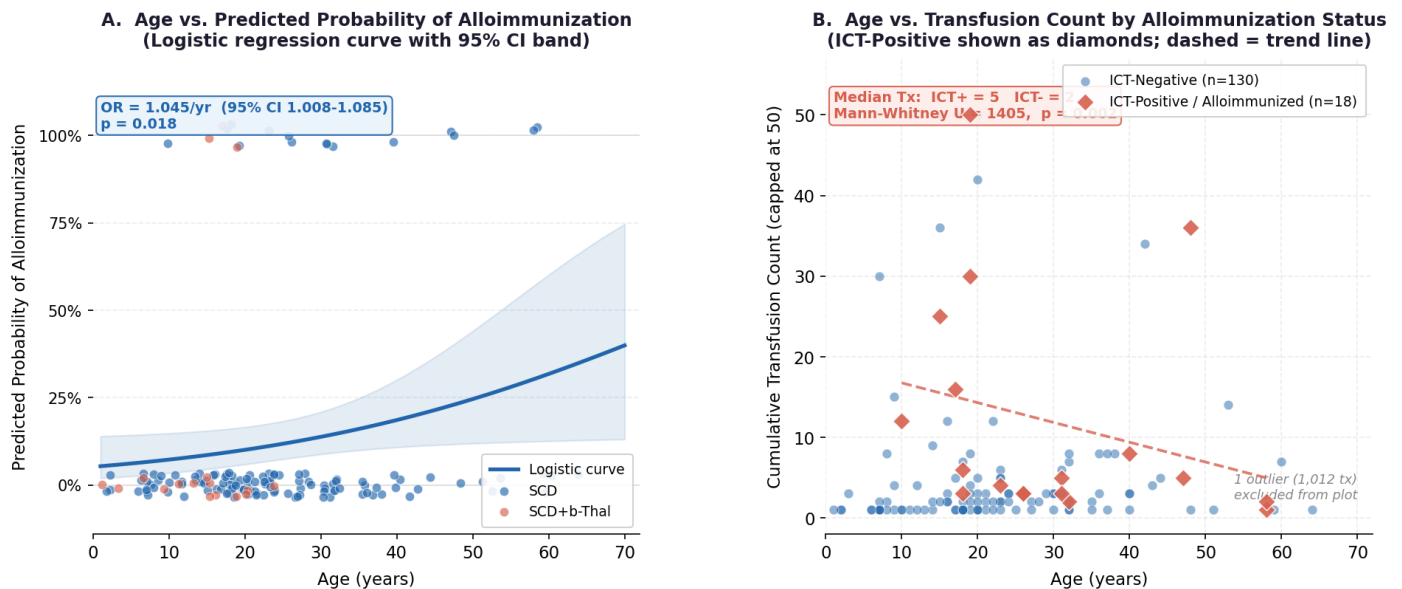 A.  Age vs. Predicted Probability of Alloimmunization
(Logistic regression curve with 95% CI band)
OR = 1.045/yr  (95% CI 1.008-1.085)
p = 0.018
Predicted Probability of Alloimmunization
100%
75%
50%
25%
0%
Logistic curve
SCD
SCD+b-Thal
0 10 20 30 40 50 60 70
Age (years)
B.  Age vs. Transfusion Count by Alloimmunization Status
(ICT-Positive shown as diamonds; dashed = trend line)
ICT-Negative (n=130)
ICT-Positive / Alloimmunized (n=18)
Median Tx:  ICT+ = 5   ICT- = 2
Mann-Whitney U = 1405,  p = 0.002
Cumulative Transfusion Count (capped at 50)
50
40
30
20
10
0
1 outlier (1,012 tx)
excluded from plot
0 10 20 30 40 50 60 70
Age (years)